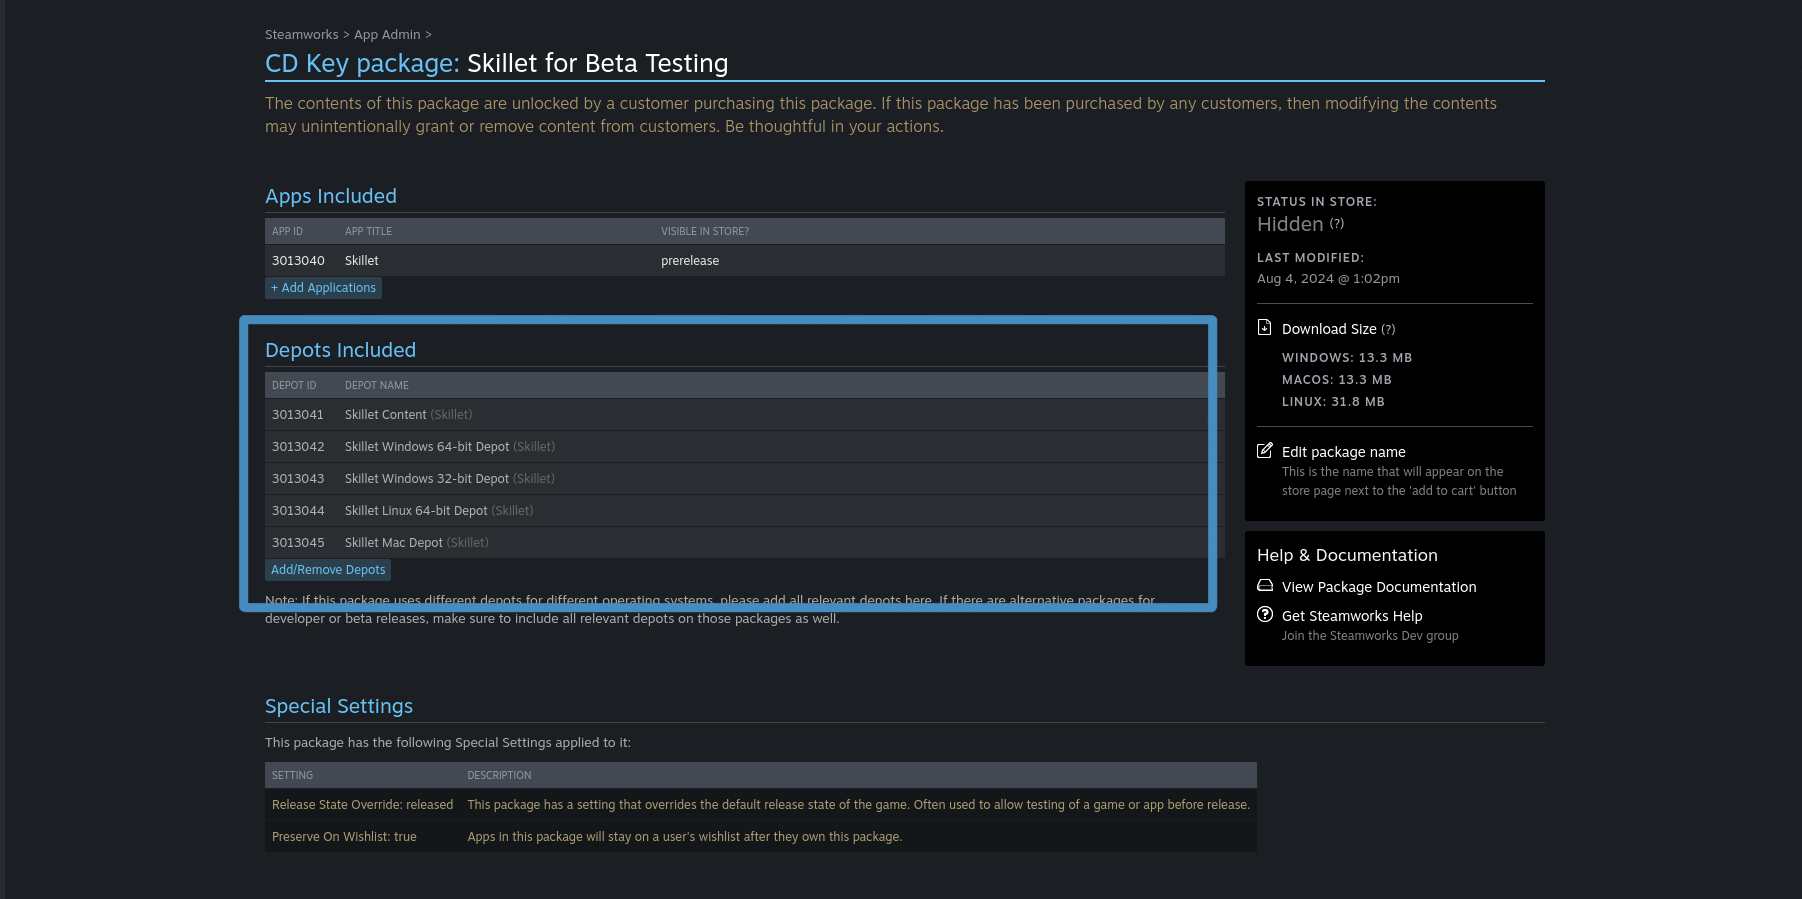 Steamworks > App Admin >
CD Key package: Skillet for Beta Testing
The contents of this package are unlocked by a customer purchasing this package. If this package has been purchased by any customers, then modifying the contents
may unintentionally grant or remove content from customers. Be thoughtful in your actions.
Apps Included
APP ID APP TITLE VISIBLE IN STORE?
3013040 Skillet prerelease
+ Add Applications
Depots Included
DEPOT ID DEPOT NAME
3013041 Skillet Content (Skillet)
3013042 Skillet Windows 64-bit Depot (Skillet)
3013043 Skillet Windows 32-bit Depot (Skillet)
3013044 Skillet Linux 64-bit Depot (Skillet)
3013045 Skillet Mac Depot (Skillet)
Add/Remove Depots
Note: If this package uses different depots for different operating systems, please add all relevant depots here. If there are alternative packages for
developer or beta releases, make sure to include all relevant depots on those packages as well.
STATUS IN STORE:
Hidden (?)
LAST MODIFIED:
Aug 4, 2024 @ 1:02pm
Download Size (?)
WINDOWS: 13.3 MB
MACOS: 13.3 MB
LINUX: 31.8 MB
Edit package name
This is the name that will appear on the
store page next to the 'add to cart' button
Help & Documentation
View Package Documentation
Get Steamworks Help
Join the Steamworks Dev group
Special Settings
This package has the following Special Settings applied to it:
SETTING DESCRIPTION
Release State Override: released This package has a setting that overrides the default release state of the game. Often used to allow testing of a game or app before release.
Preserve On Wishlist: true Apps in this package will stay on a user's wishlist after they own this package.